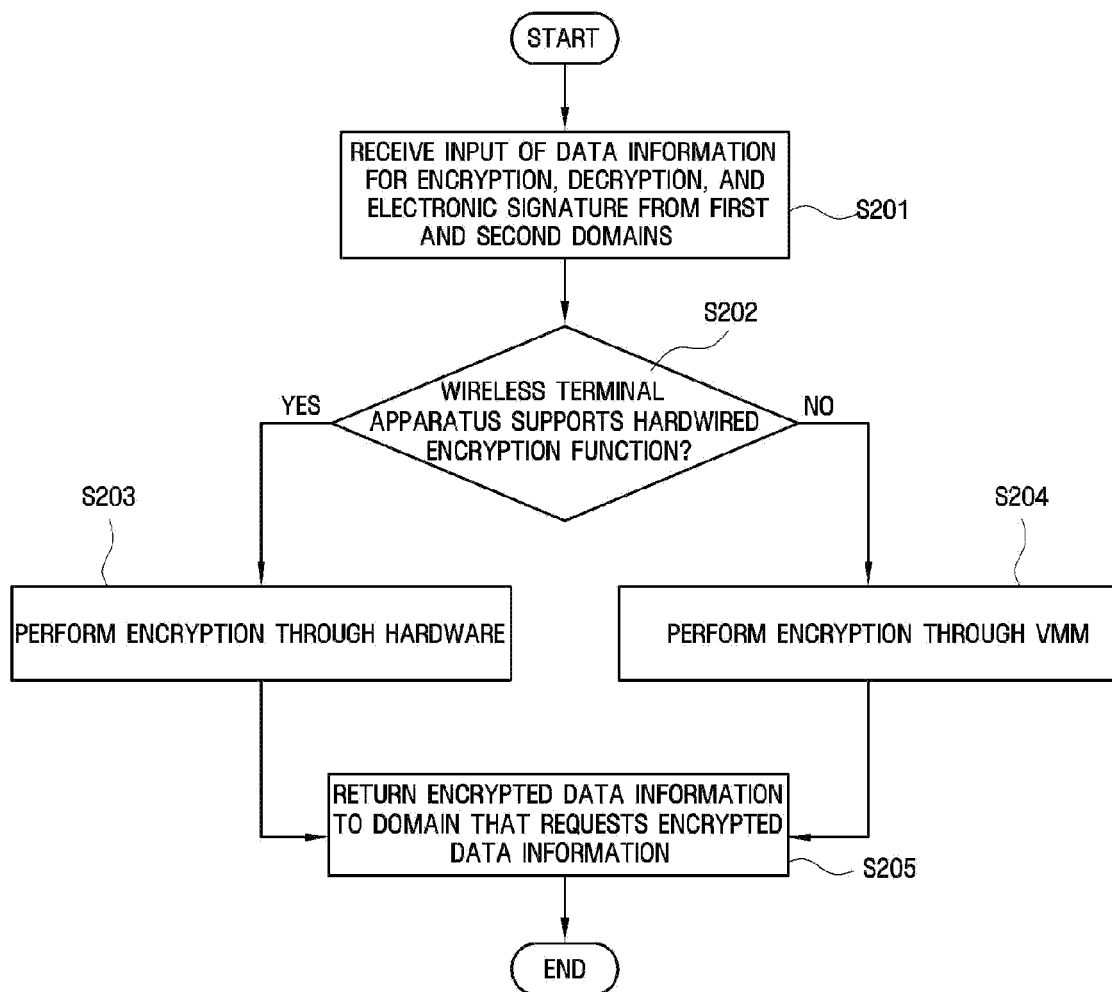 START
RECEIVE INPUT OF DATA INFORMATION
FOR ENCRYPTION, DECRYPTION, AND
ELECTRONIC SIGNATURE FROM FIRST
AND SECOND DOMAINS
S201
S202
WIRELESS TERMINAL
APPARATUS SUPPORTS HARDWIRED
ENCRYPTION FUNCTION?
YES
NO
S203
S204
PERFORM ENCRYPTION THROUGH HARDWARE
PERFORM ENCRYPTION THROUGH VMM
RETURN ENCRYPTED DATA INFORMATION
TO DOMAIN THAT REQUESTS ENCRYPTED
DATA INFORMATION
S205
END